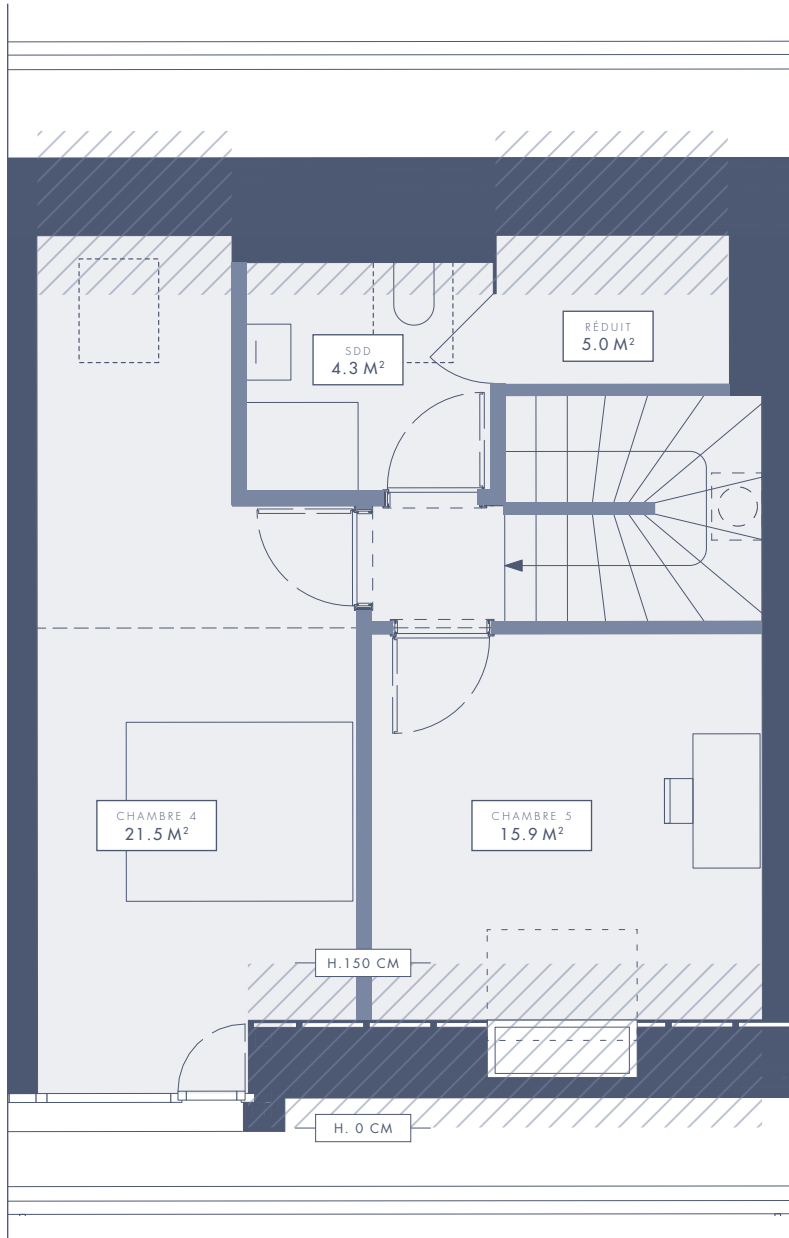 SDD
4.3 M²
RÉDUIT
5.0 M²
CHAMBRE 4
21.5 M²
CHAMBRE 5
15.9 M²
H.150 CM
H. 0 CM